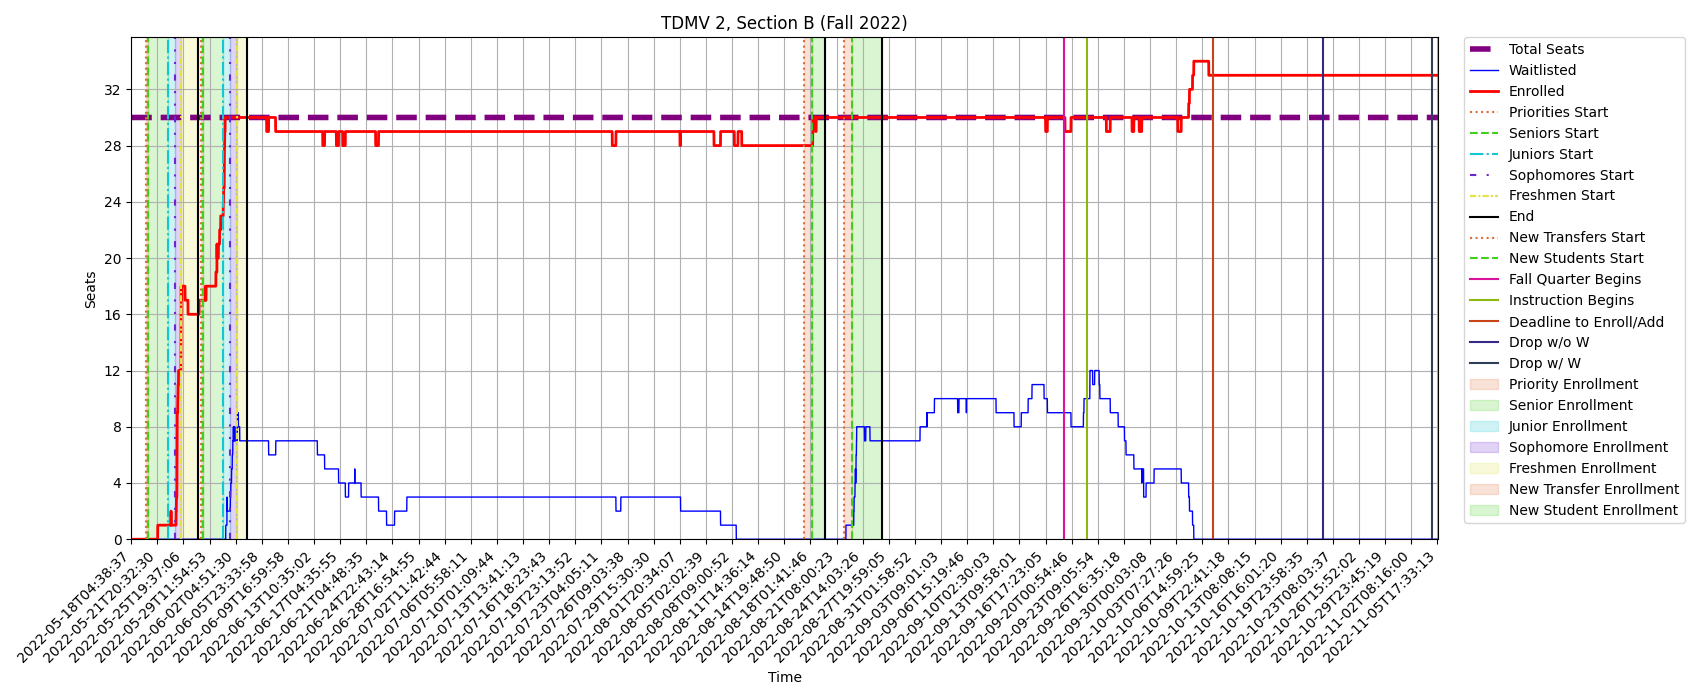 TDMV 2, Section B (Fall 2022)
Seats
32
28
24
20
16
12
8
4
0
2022-05-18T04:38:37
2022-05-21T20:32:30
2022-05-25T19:37:06
2022-05-29T11:54:53
2022-06-02T04:51:30
2022-06-05T23:33:58
2022-06-09T16:59:58
2022-06-13T10:35:02
2022-06-17T04:35:55
2022-06-21T04:48:35
2022-06-24T22:43:14
2022-06-28T16:54:55
2022-07-02T11:42:44
2022-07-06T05:58:11
2022-07-10T01:09:44
2022-07-13T13:41:13
2022-07-16T18:23:43
2022-07-19T23:13:52
2022-07-23T04:05:11
2022-07-26T09:03:38
2022-07-29T15:30:30
2022-08-01T20:34:07
2022-08-05T02:02:39
2022-08-08T09:00:52
2022-08-11T14:36:14
2022-08-14T19:48:50
2022-08-18T01:41:46
2022-08-21T08:00:23
2022-08-24T14:03:26
2022-08-27T19:59:05
2022-08-31T01:58:52
2022-09-03T09:01:03
2022-09-06T15:19:46
2022-09-10T02:30:03
2022-09-13T09:58:01
2022-09-16T17:23:05
2022-09-20T00:54:46
2022-09-23T09:05:54
2022-09-26T16:35:18
2022-09-30T00:03:08
2022-10-03T07:27:26
2022-10-06T14:59:25
2022-10-09T22:41:18
2022-10-13T08:08:15
2022-10-16T16:01:20
2022-10-19T23:58:35
2022-10-23T08:03:37
2022-10-26T15:52:02
2022-10-29T23:45:19
2022-11-02T08:16:00
2022-11-05T17:33:13
Time
Total Seats
Waitlisted
Enrolled
Priorities Start
Seniors Start
Juniors Start
Sophomores Start
Freshmen Start
End
New Transfers Start
New Students Start
Fall Quarter Begins
Instruction Begins
Deadline to Enroll/Add
Drop w/o W
Drop w/ W
Priority Enrollment
Senior Enrollment
Junior Enrollment
Sophomore Enrollment
Freshmen Enrollment
New Transfer Enrollment
New Student Enrollment